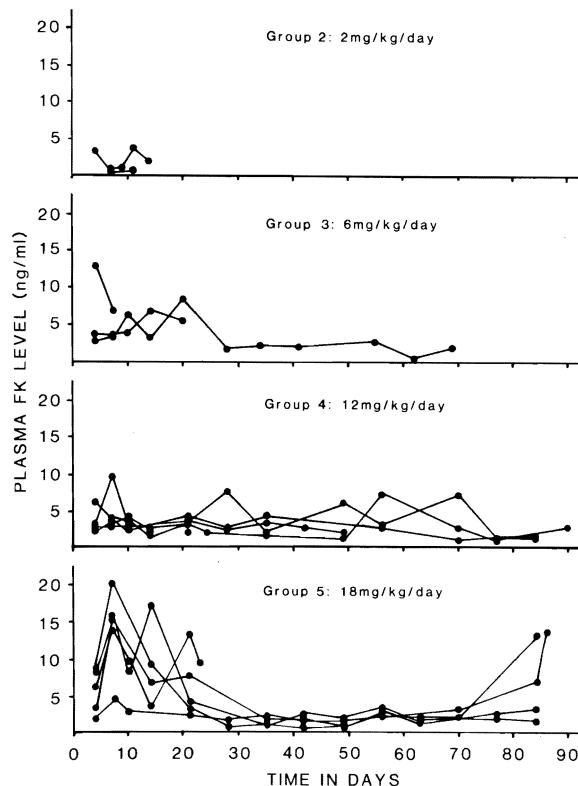 Group 2: 2mg/kg/day
20
15
10
5
Group 3: 6mg/kg/day
20
15
10
5
Group 4: 12mg/kg/day
20
15
10
5
Group 5: 18mg/kg/day
20
15
10
5
PLASMA FK LEVEL (ng/ml)
0 10 20 30 40 50 60 70 80 90
TIME IN DAYS